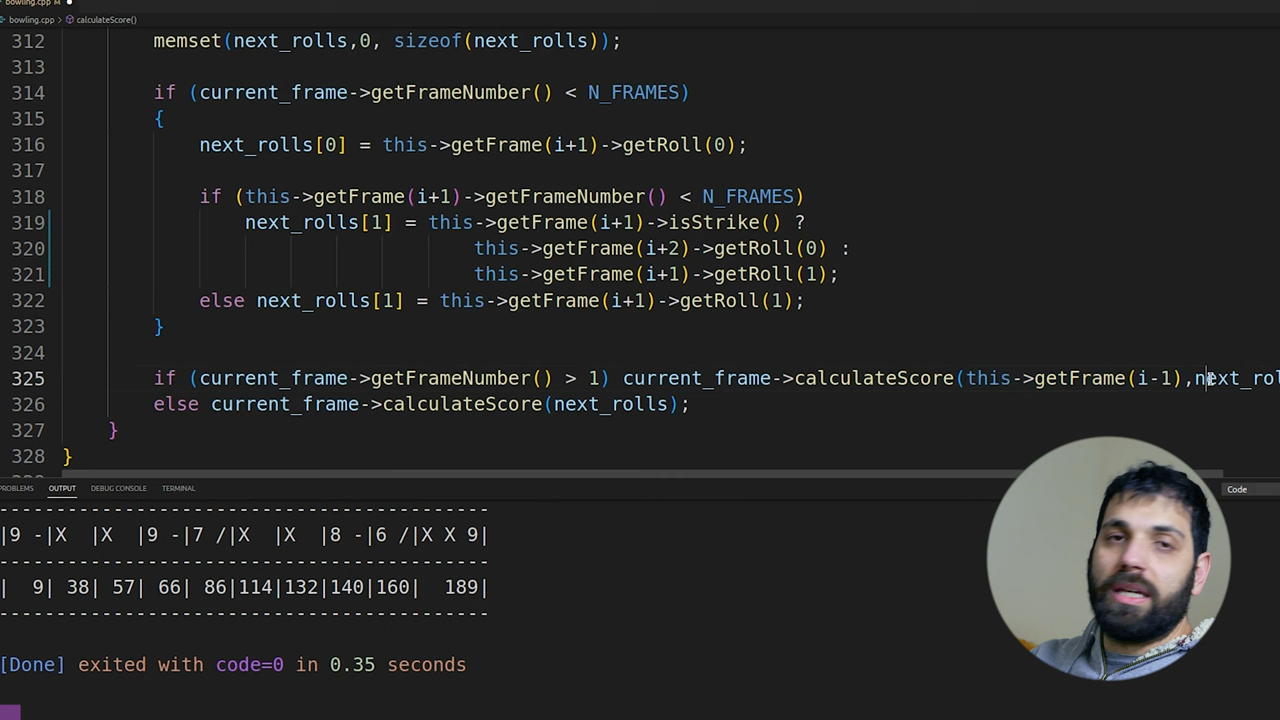 bowling.cpp M
bowling.cpp > calculateScore()
312 memset(next_rolls,0, sizeof(next_rolls));
313
314 if (current_frame->getFrameNumber() < N_FRAMES)
315 {
316 next_rolls[0] = this->getFrame(i+1)->getRoll(0);
317
318 if (this->getFrame(i+1)->getFrameNumber() < N_FRAMES)
319 next_rolls[1] = this->getFrame(i+1)->isStrike() ?
320 this->getFrame(i+2)->getRoll(0) :
321 this->getFrame(i+1)->getRoll(1);
322 else next_rolls[1] = this->getFrame(i+1)->getRoll(1);
323 }
324
325 if (current_frame->getFrameNumber() > 1) current_frame->calculateScore(this->getFrame(i-1),next_rol
326 else current_frame->calculateScore(next_rolls);
327 }
328 }
PROBLEMS OUTPUT DEBUG CONSOLE TERMINAL Code
-------------------------------------------
|9 -|X  |X  |9 -|7 /|X  |X  |8 -|6 /|X X 9|
-------------------------------------------
|  9| 38| 57| 66| 86|114|132|140|160|  189|
-------------------------------------------
[Done] exited with code=0 in 0.35 seconds